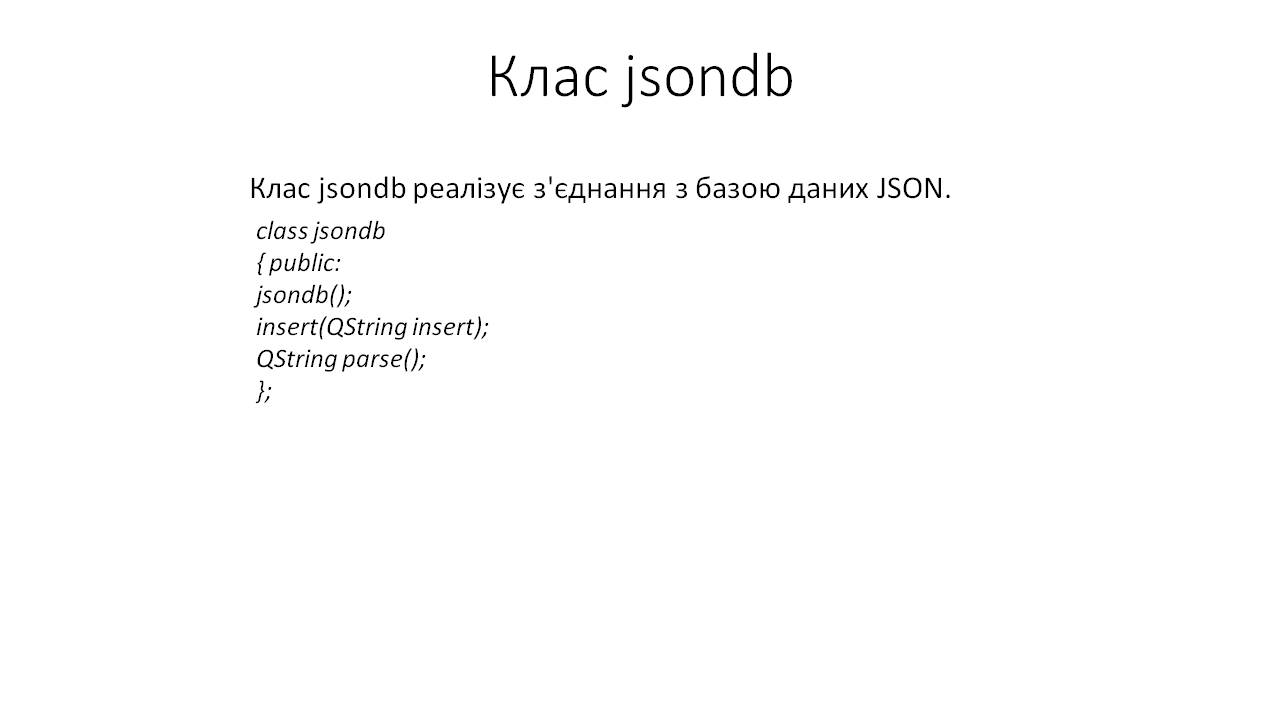 Клас jsondb
Клас jsondb реалізує з'єднання з базою даних JSON.
class jsondb
{ public:
jsondb();
insert(QString insert);
QString parse();
};